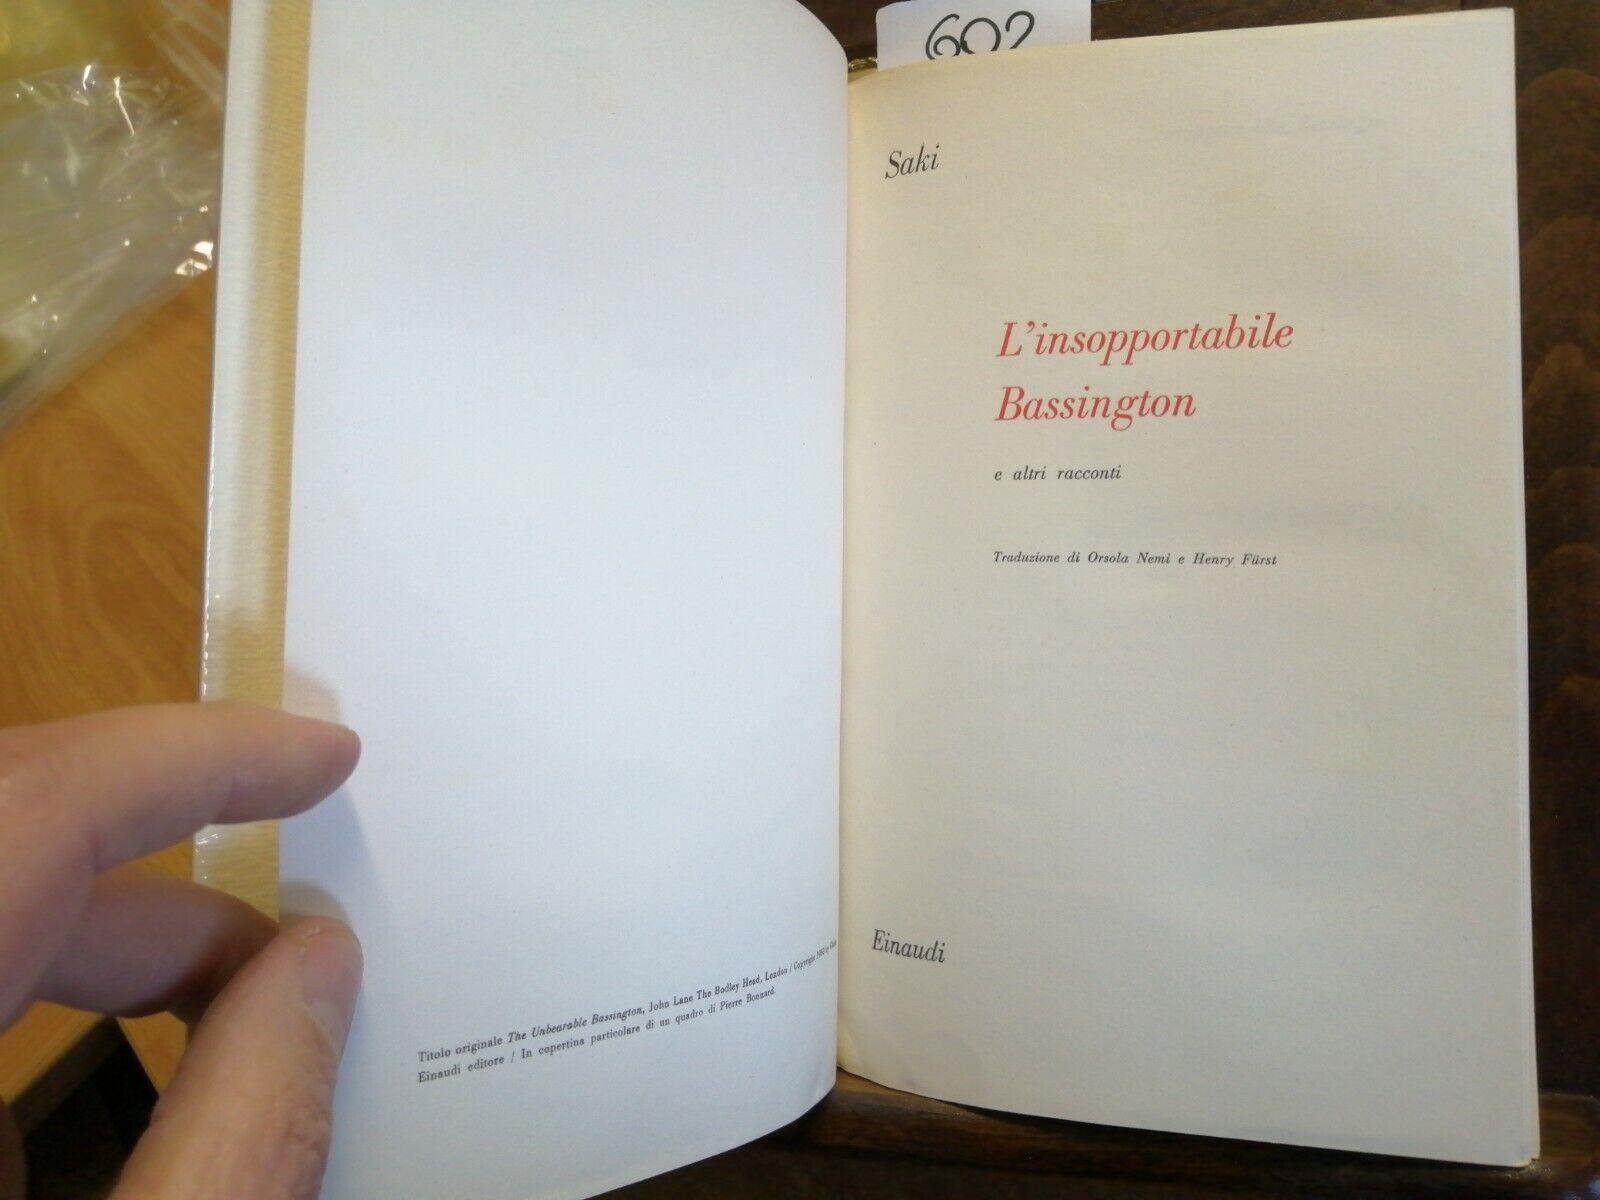 602
Saki
L'insopportabile
Bassington
e altri racconti
Traduzione di Orsola Nemi e Henry Fürst
Einaudi
Titolo originale The Unbearable Bassington, John Lane The Bodley Head, London / Copyright by
Einaudi editore / In copertina particolare di un quadro di Pierre Bonnard.